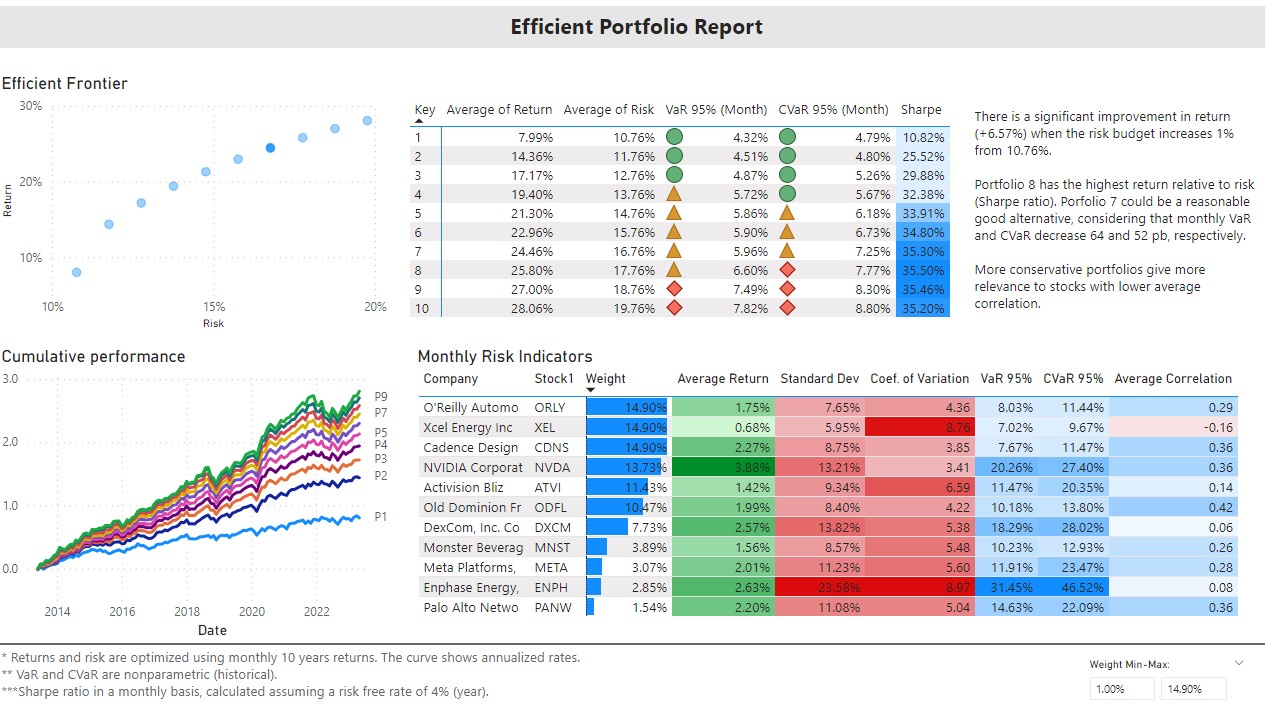 Efficient Portfolio Report
Efficient Frontier
30%
20%
10%
Return
10% 15% 20%
Risk
Key Average of Return Average of Risk VaR 95% (Month) CVaR 95% (Month) Sharpe
1 7.99% 10.76% 4.32% 4.79% 10.82%
2 14.36% 11.76% 4.51% 4.80% 25.52%
3 17.17% 12.76% 4.87% 5.26% 29.88%
4 19.40% 13.76% 5.72% 5.67% 32.38%
5 21.30% 14.76% 5.86% 6.18% 33.91%
6 22.96% 15.76% 5.90% 6.73% 34.80%
7 24.46% 16.76% 5.96% 7.25% 35.30%
8 25.80% 17.76% 6.60% 7.77% 35.50%
9 27.00% 18.76% 7.49% 8.30% 35.46%
10 28.06% 19.76% 7.82% 8.80% 35.20%
There is a significant improvement in return
(+6.57%) when the risk budget increases 1%
from 10.76%.
Portfolio 8 has the highest return relative to risk
(Sharpe ratio). Porfolio 7 could be a reasonable
good alternative, considering that monthly VaR
and CVaR decrease 64 and 52 pb, respectively.
More conservative portfolios give more
relevance to stocks with lower average
correlation.
Cumulative performance
3.0
2.0
1.0
0.0
P9
P7
P5
P4
P3
P2
P1
2014 2016 2018 2020 2022
Date
Monthly Risk Indicators
Company Stock1 Weight Average Return Standard Dev Coef. of Variation VaR 95% CVaR 95% Average Correlation
O'Reilly Automo ORLY 14.90% 1.75% 7.65% 4.36 8.03% 11.44% 0.29
Xcel Energy Inc XEL 14.90% 0.68% 5.95% 8.76 7.02% 9.67% -0.16
Cadence Design CDNS 14.90% 2.27% 8.75% 3.85 7.67% 11.47% 0.36
NVIDIA Corporat NVDA 13.73% 3.88% 13.21% 3.41 20.26% 27.40% 0.36
Activision Bliz ATVI 11.43% 1.42% 9.34% 6.59 11.47% 20.35% 0.14
Old Dominion Fr ODFL 10.47% 1.99% 8.40% 4.22 10.18% 13.80% 0.42
DexCom, Inc. Co DXCM 7.73% 2.57% 13.82% 5.38 18.29% 28.02% 0.06
Monster Beverag MNST 3.89% 1.56% 8.57% 5.48 10.23% 12.93% 0.26
Meta Platforms, META 3.07% 2.01% 11.23% 5.60 11.91% 23.47% 0.28
Enphase Energy, ENPH 2.85% 2.63% 23.58% 8.97 31.45% 46.52% 0.08
Palo Alto Netwo PANW 1.54% 2.20% 11.08% 5.04 14.63% 22.09% 0.36
* Returns and risk are optimized using monthly 10 years returns. The curve shows annualized rates.
** VaR and CVaR are nonparametric (historical).
***Sharpe ratio in a monthly basis, calculated assuming a risk free rate of 4% (year).
Weight Min-Max:
1.00% 14.90%